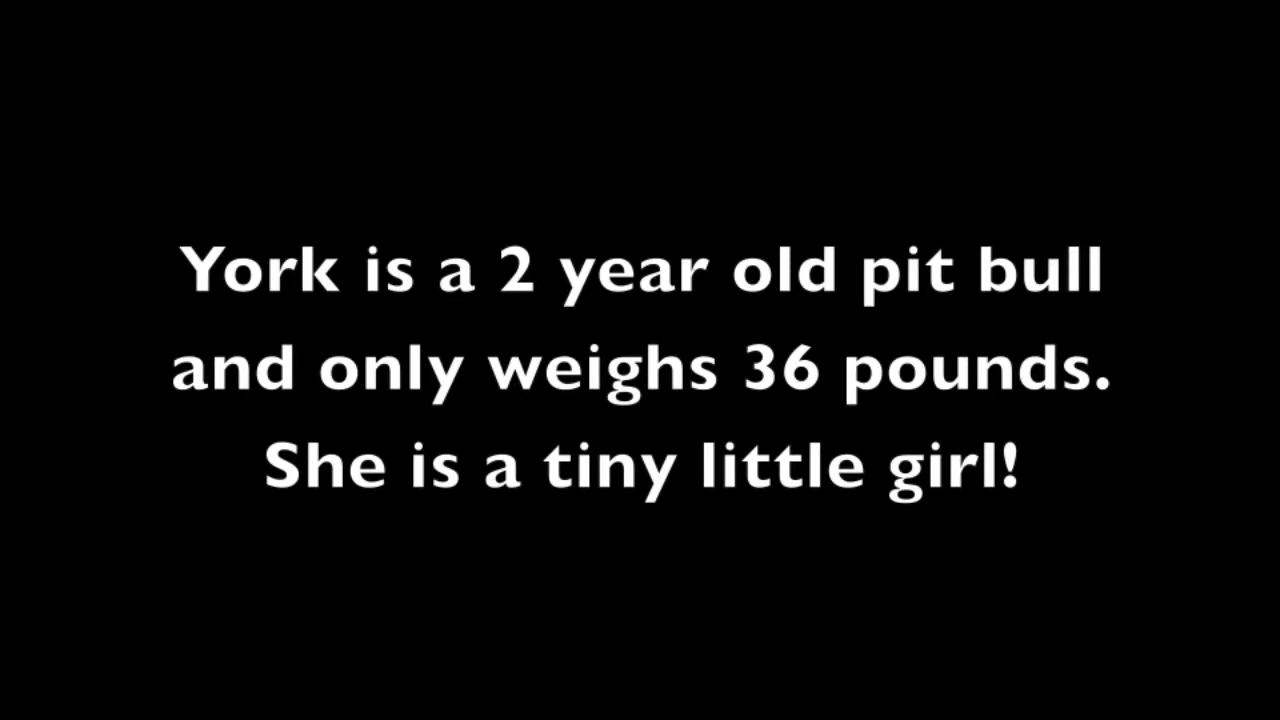 York is a 2 year old pit bull
and only weighs 36 pounds.
She is a tiny little girl!